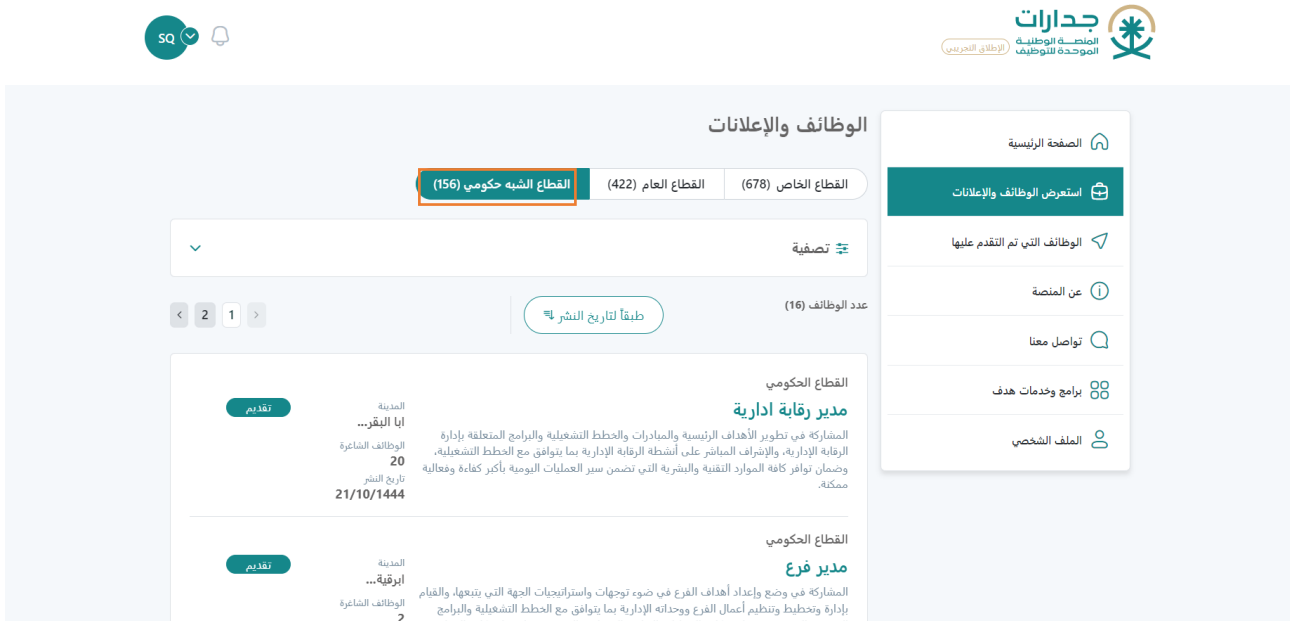 جدارات
المنصة الوطنية
الموحدة للتوظيف
الإطلاق التجريبي
SQ
الصفحة الرئيسية
استعرض الوظائف والإعلانات
الوظائف التي تم التقدم عليها
عن المنصة
تواصل معنا
برامج وخدمات هدف
الملف الشخصي
الوظائف والإعلانات
القطاع الخاص (678)
القطاع العام (422)
القطاع الشبه حكومي (156)
تصفية
عدد الوظائف (16)
طبقاً لتاريخ النشر
1 2
القطاع الحكومي
مدير رقابة ادارية
المشاركة في تطوير الأهداف الرئيسية والمبادرات والخطط التشغيلية والبرامج المتعلقة بإدارة
الرقابة الإدارية، والإشراف المباشر على أنشطة الرقابة الإدارية بما يتوافق مع الخطط التشغيلية،
وضمان توافر كافة الموارد التقنية والبشرية التي تضمن سير العمليات اليومية بأكبر كفاءة وفعالية
ممكنة.
المدينة
ابا البقر...
الوظائف الشاغرة
20
تاريخ النشر
21/10/1444
تقديم
القطاع الحكومي
مدير فرع
المشاركة في وضع وإعداد أهداف الفرع في ضوء توجهات واستراتيجيات الجهة التي يتبعها، والقيام
بإدارة وتخطيط وتنظيم أعمال الفرع ووحداته الإدارية بما يتوافق مع الخطط التشغيلية والبرامج
المدينة
ابرقية...
الوظائف الشاغرة
2
تقديم